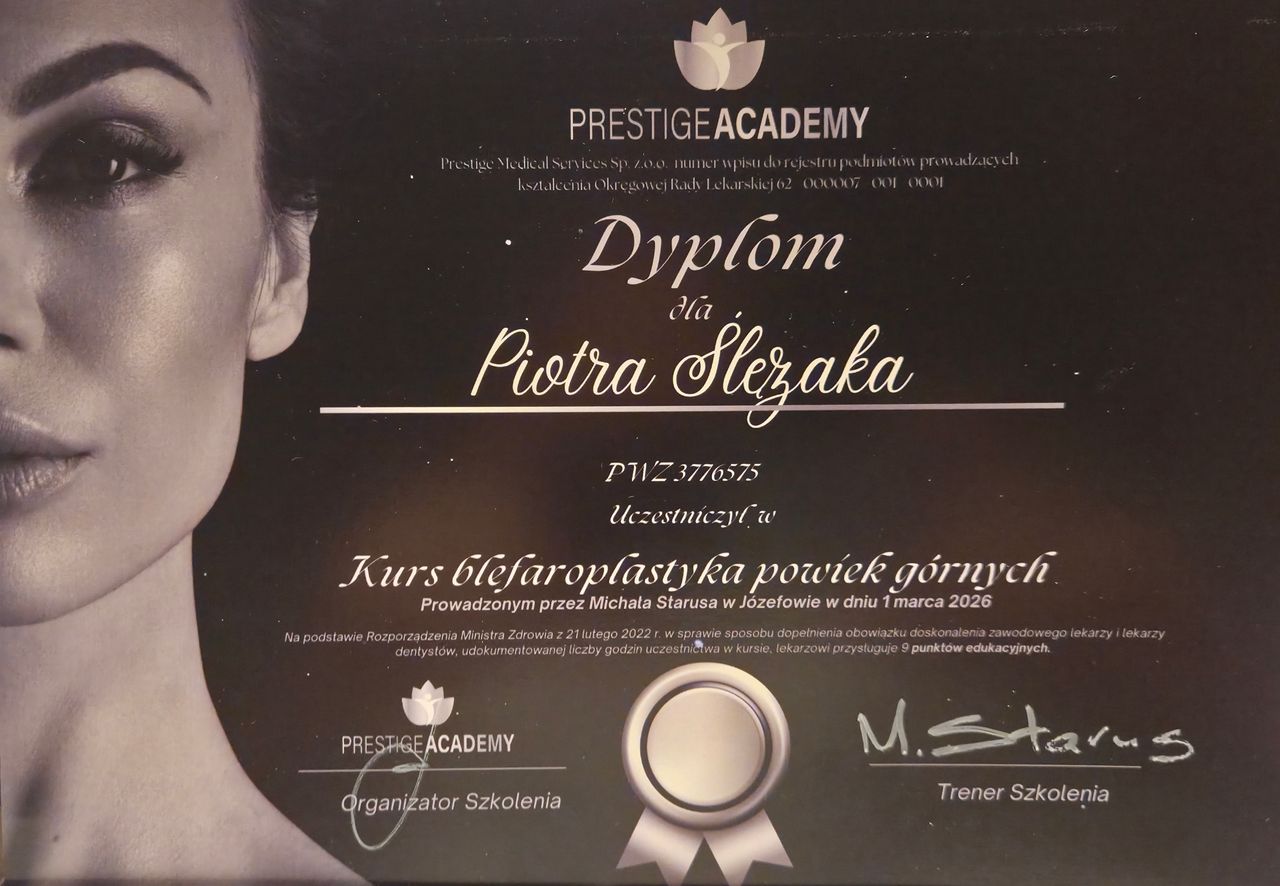 PRESTIGEACADEMY
Prestige Medical Services Sp. z.o.o. numer wpisu do rejestru podmiotów prowadzących
kształcenia Okręgowej Rady Lekarskiej 62 000007 001 0001
Dyplom
dla
Piotra Ślęzaka
PWZ 3776575
Uczestniczył w
Kurs blefaroplastyka powiek górnych
Prowadzonym przez Michała Starusa w Józefowie w dniu 1 marca 2026
Na podstawie Rozporządzenia Ministra Zdrowia z 21 lutego 2022 r. w sprawie sposobu dopełnienia obowiązku doskonalenia zawodowego lekarzy i lekarzy
dentystów, udokumentowanej liczby godzin uczestnictwa w kursie, lekarzowi przysługuje 9 punktów edukacyjnych.
PRESTIGEACADEMY
Organizator Szkolenia
M. Starus
Trener Szkolenia